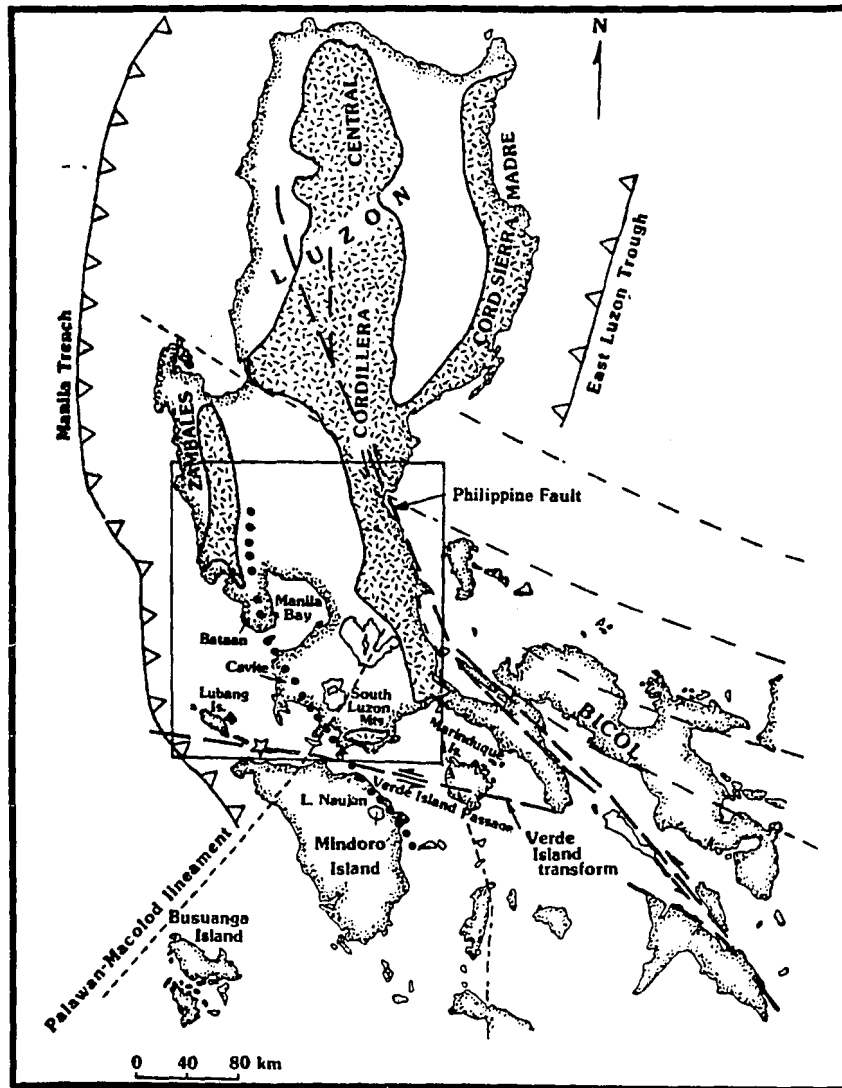 N
CENTRAL
LUZON
CORDILLERA
CORD SIERRA MADRE
East Luzon Trough
Manila Trench
ZAMBALES
Philippine Fault
Manila
Bay
Bataan
Cavite
Lubang
Is.
South
Luzon
Mts
Marinduque
Is.
BICOL
Verde Island Passage
L. Naujan
Mindoro
Island
Verde
Island
transform
Palawan-Macolod lineament
Busuanga
Island
0 40 80 km